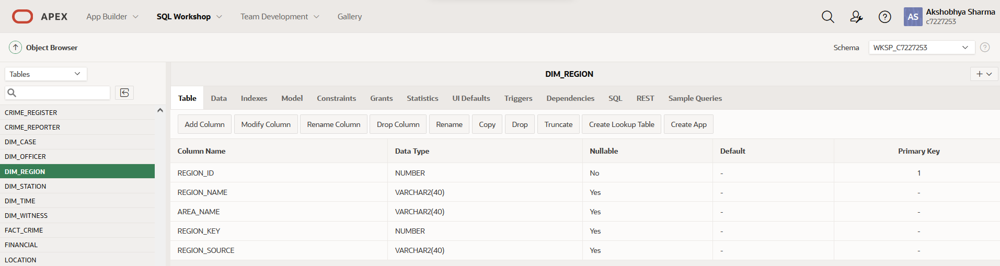 APEX App Builder SQL Workshop Team Development Gallery AS Akshobhya Sharma
c7227253
Object Browser Schema WKSP_C7227253
Tables DIM_REGION
Table Data Indexes Model Constraints Grants Statistics UI Defaults Triggers Dependencies SQL REST Sample Queries
Add Column Modify Column Rename Column Drop Column Rename Copy Drop Truncate Create Lookup Table Create App
CRIME_REGISTER
CRIME_REPORTER
DIM_CASE
DIM_OFFICER
DIM_REGION
DIM_STATION
DIM_TIME
DIM_WITNESS
FACT_CRIME
FINANCIAL
LOCATION
Column Name Data Type Nullable Default Primary Key
REGION_ID NUMBER No - 1
REGION_NAME VARCHAR2(40) Yes - -
AREA_NAME VARCHAR2(40) Yes - -
REGION_KEY NUMBER Yes - -
REGION_SOURCE VARCHAR2(40) Yes - -